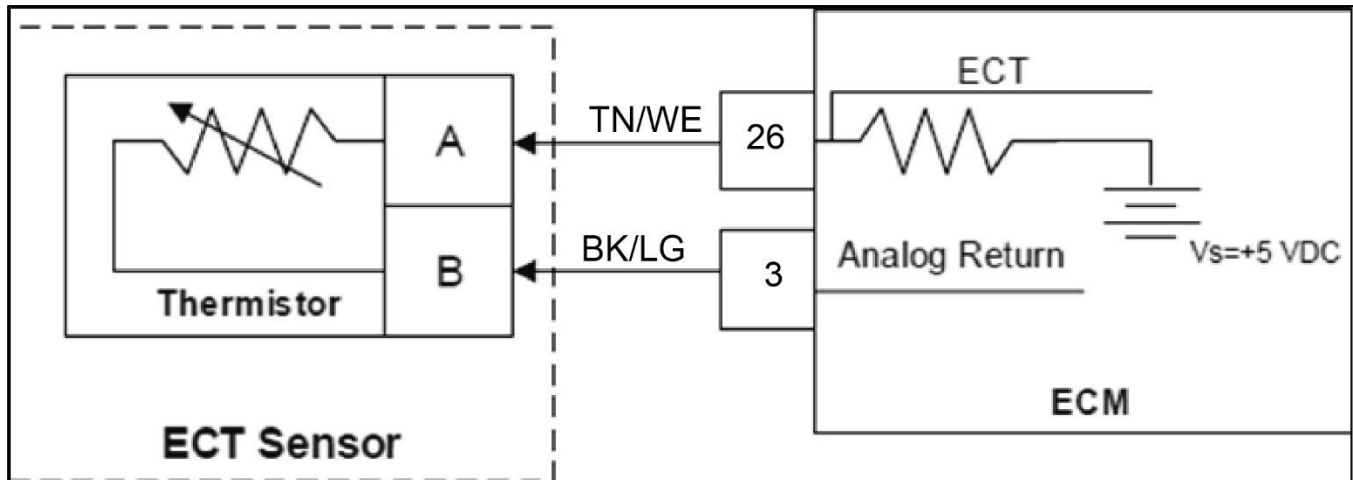 ECT
TN/WE
A
26
BK/LG
B
3
Analog Return
Vs=+5 VDC
Thermistor
ECM
ECT Sensor